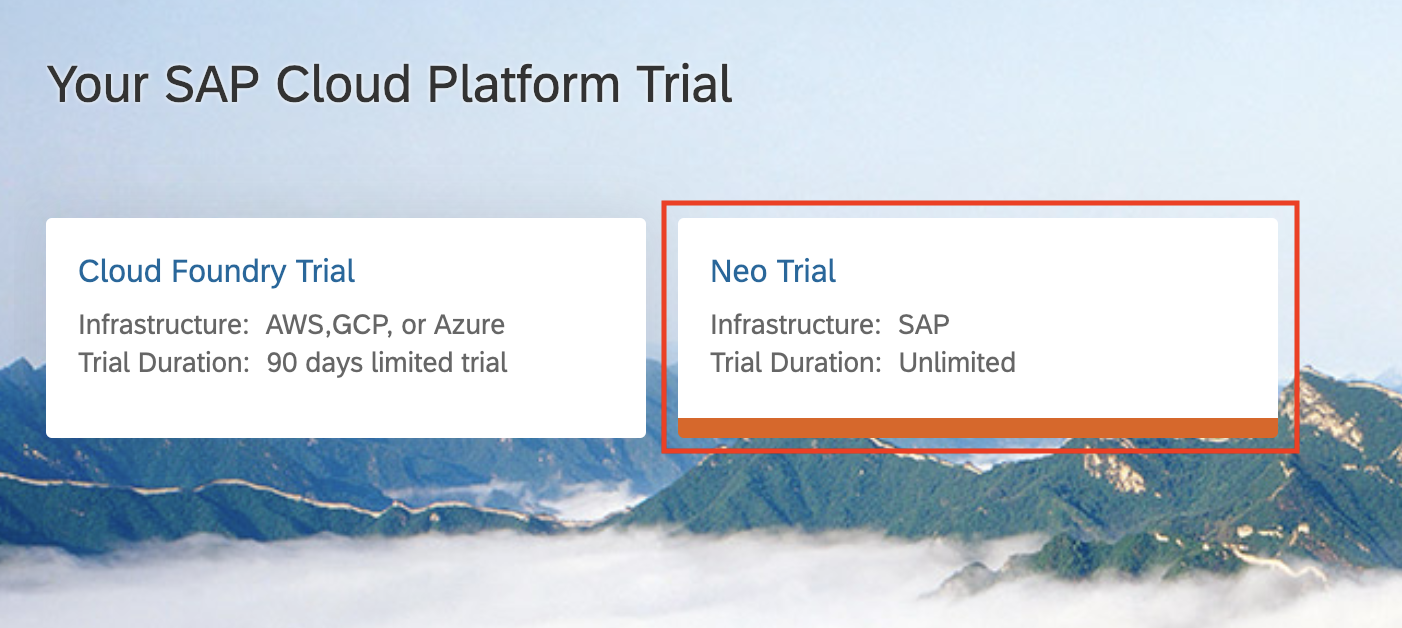 Your SAP Cloud Platform Trial
Cloud Foundry Trial
Infrastructure: AWS,GCP, or Azure
Trial Duration: 90 days limited trial
Neo Trial
Infrastructure: SAP
Trial Duration: Unlimited